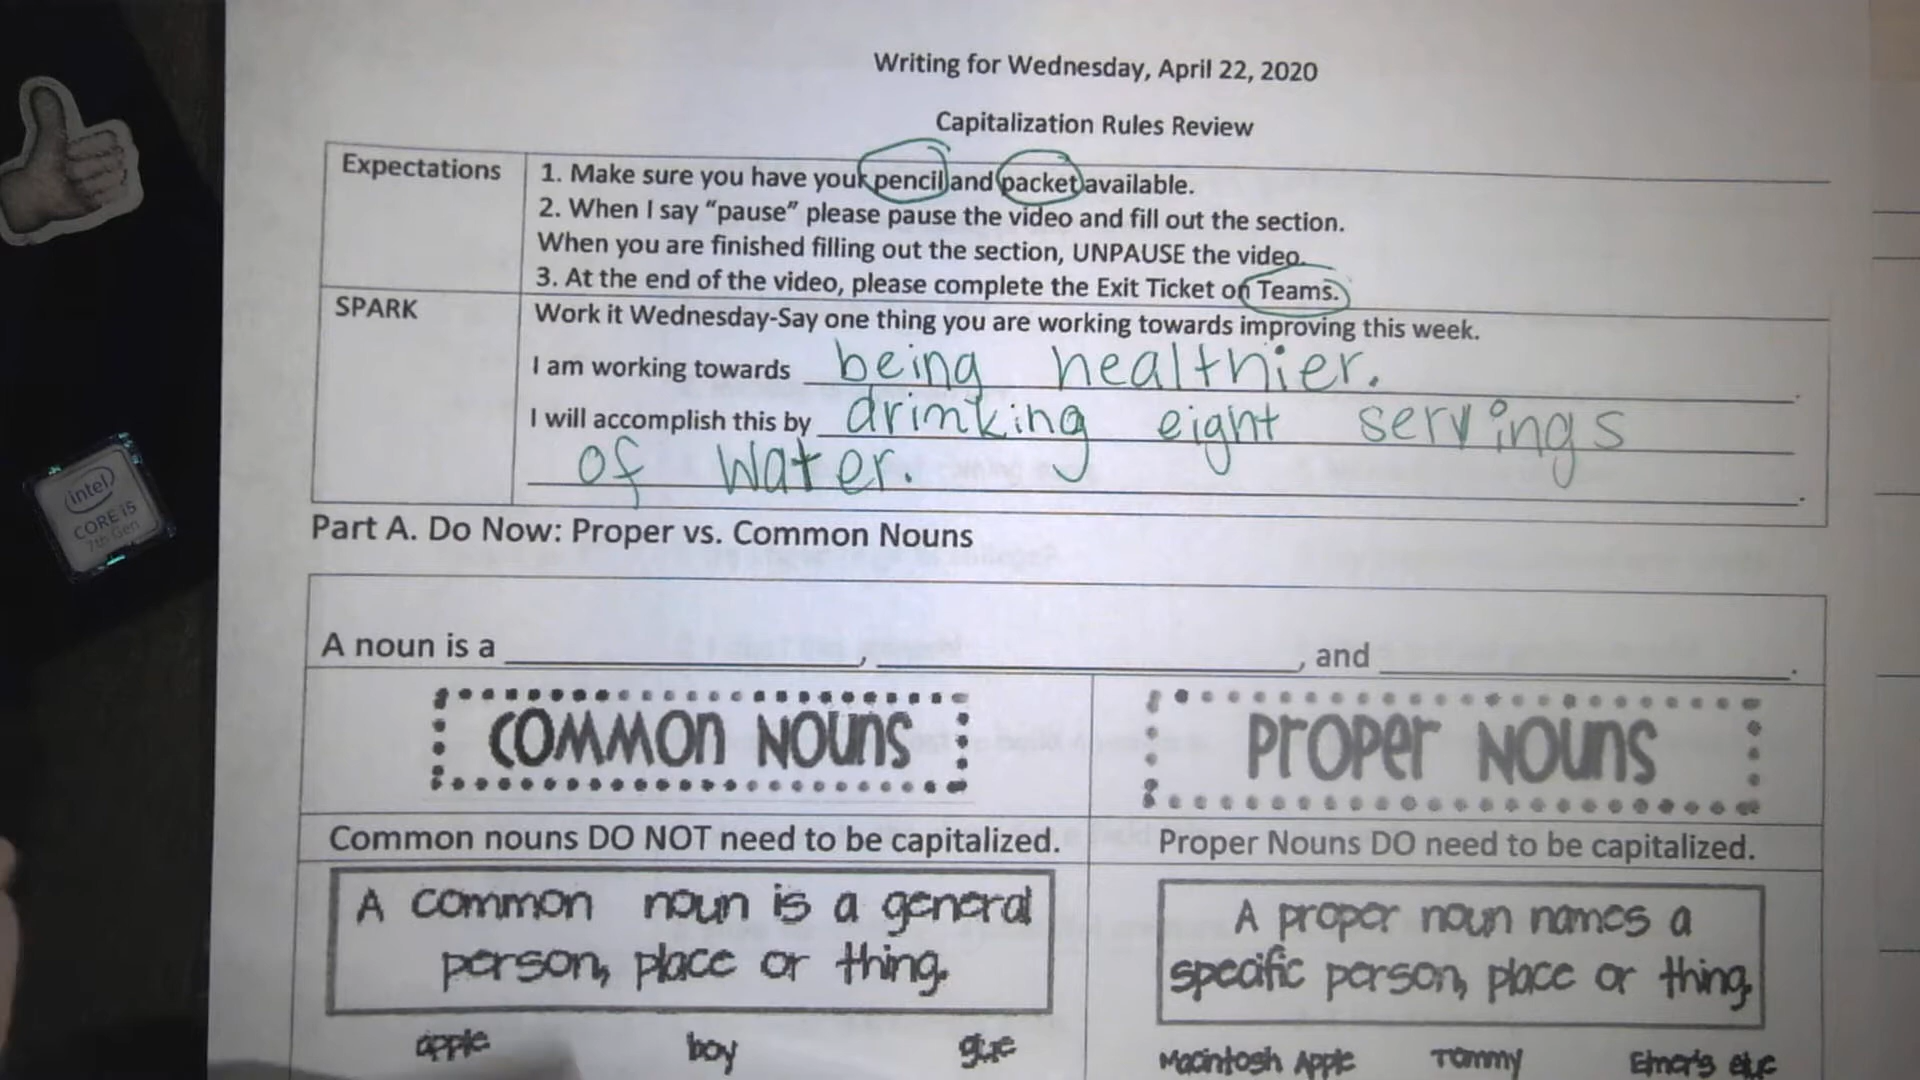 Writing for Wednesday, April 22, 2020
Capitalization Rules Review
Expectations
1. Make sure you have your pencil and packet available.
2. When I say “pause” please pause the video and fill out the section.
When you are finished filling out the section, UNPAUSE the video.
3. At the end of the video, please complete the Exit Ticket on Teams.
SPARK
Work it Wednesday-Say one thing you are working towards improving this week.
I am working towards being healthier.
I will accomplish this by drinking eight servings
of water.
intel
CORE i5
7th Gen
Part A. Do Now: Proper vs. Common Nouns
A noun is a ____________, ____________, and ____________.
COMMON NOUNS
PROPER NOUNS
Common nouns DO NOT need to be capitalized.
Proper Nouns DO need to be capitalized.
A common noun is a general
person, place or thing.
A proper noun names a
specific person, place or thing.
apple boy glue
Macintosh Apple Tommy Elmer's glue